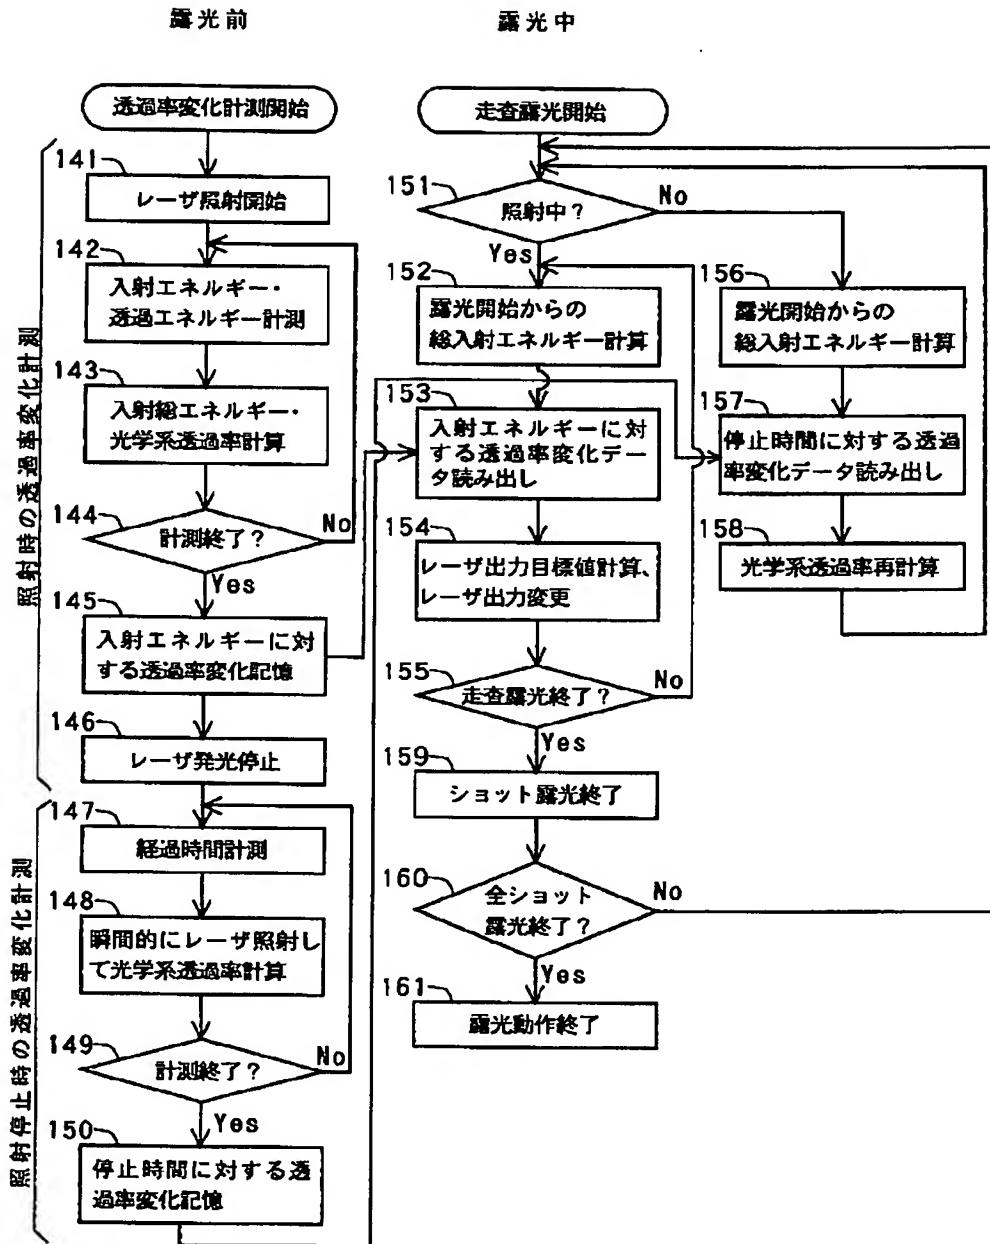 露光前
透過率変化計測開始
照射時の透過率変化計測
141
レーザ照射開始
142
入射エネルギー・
透過エネルギー計測
143
入射総エネルギー・
光学系透過率計算
144
計測終了?
No
Yes
145
入射エネルギーに対
する透過率変化記憶
146
レーザ発光停止
照射停止時の透過率変化計測
147
経過時間計測
148
瞬間的にレーザ照射し
て光学系透過率計算
149
計測終了?
No
Yes
150
停止時間に対する透
過率変化記憶
露光中
走査露光開始
151
照射中?
No
Yes
152
露光開始からの
総入射エネルギー計算
153
入射エネルギーに対
する透過率変化デー
タ読み出し
154
レーザ出力目標値計算、
レーザ出力変更
155
走査露光終了?
No
Yes
156
露光開始からの
総入射エネルギー計算
157
停止時間に対する透過
率変化データ読み出し
158
光学系透過率再計算
159
ショット露光終了
160
全ショット
露光終了?
No
Yes
161
露光動作終了